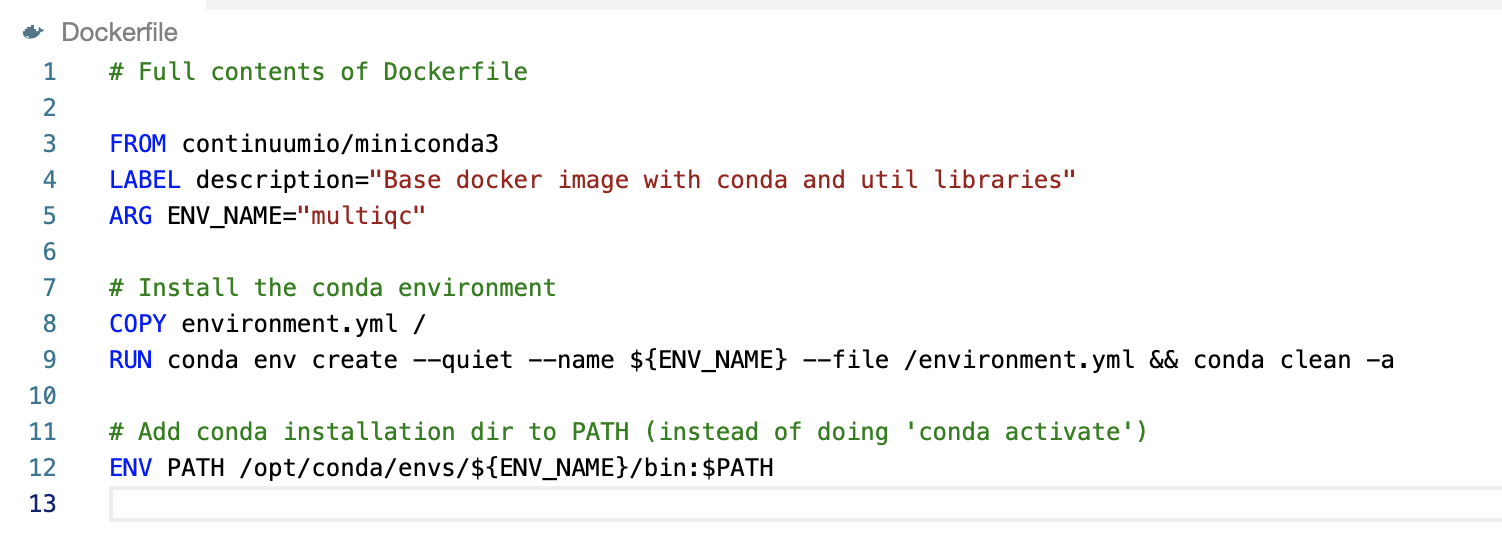 Dockerfile
1 # Full contents of Dockerfile
2
3 FROM continuumio/miniconda3
4 LABEL description="Base docker image with conda and util libraries"
5 ARG ENV_NAME="multiqc"
6
7 # Install the conda environment
8 COPY environment.yml /
9 RUN conda env create --quiet --name ${ENV_NAME} --file /environment.yml && conda clean -a
10
11 # Add conda installation dir to PATH (instead of doing 'conda activate')
12 ENV PATH /opt/conda/envs/${ENV_NAME}/bin:$PATH
13